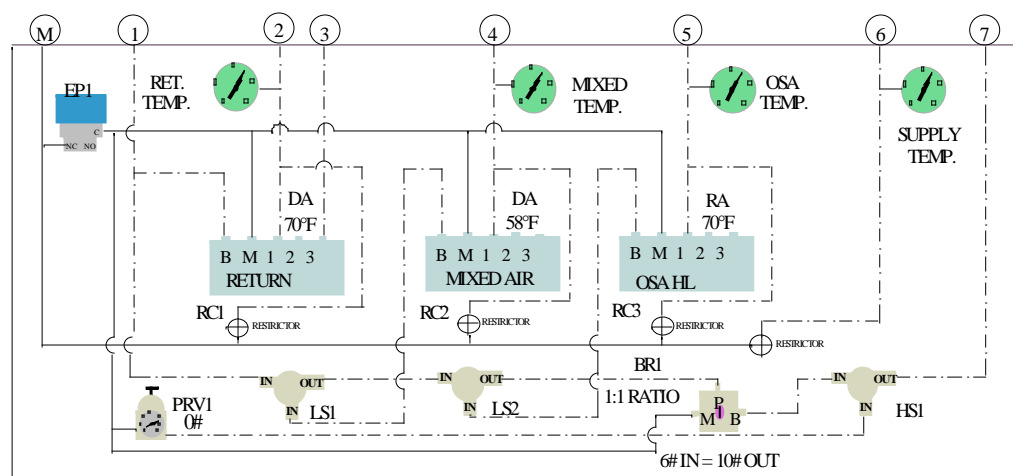 M 1 2 3 4 5 6 7
EP1
RET.
TEMP.
MIXED
TEMP.
OSA
TEMP.
SUPPLY
TEMP.
C
NC NO
DA
70°F
DA
58°F
RA
70°F
B M 1 2 3
RETURN
B M 1 2 3
MIXED AIR
B M 1 2 3
OSA HL
RC1
RESTRICTOR
RC2
RESTRICTOR
RC3
RESTRICTOR
RESTRICTOR
IN OUT
IN
LS1
IN OUT
IN
LS2
BR1
1:1 RATIO
P
M B
6# IN = 10# OUT
IN OUT
IN
HS1
PRV1
0#